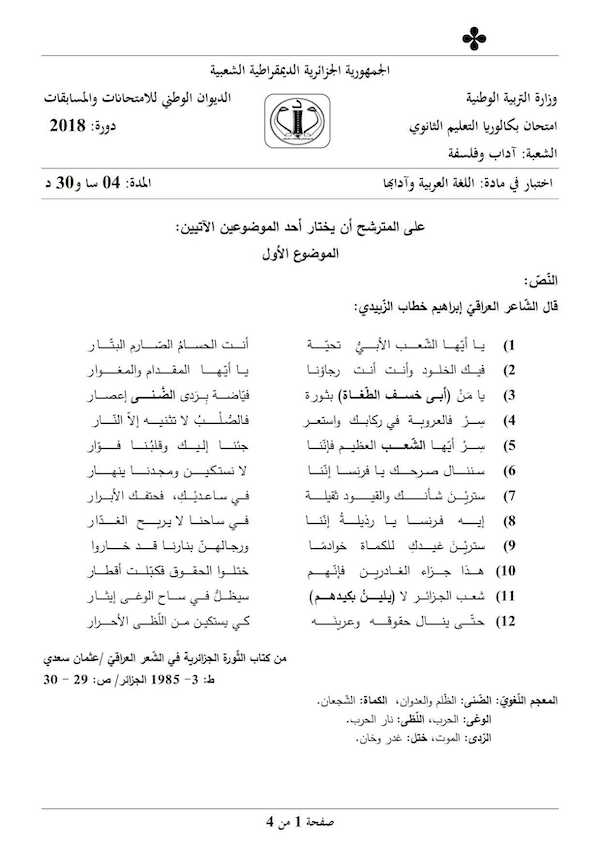 الجمهورية الجزائرية الديمقراطية الشعبية
وزارة التربية الوطنية الديوان الوطني للامتحانات والمسابقات
امتحان بكالوريا التعليم الثانوي دورة: 2018
الشعبة: آداب وفلسفة
اختبار في مادة: اللغة العربية وآدابها المدة: 04 سا و30 د
على المترشح أن يختار أحد الموضوعين الآتيين:
الموضوع الأول
النّصّ:
قال الشّاعر العراقيّ إبراهيم خطاب الزّبيدي:
1) يا أيّها الشّعب الأبيُّ تحيّة أنت الحسامُ الصّارم البتّار
2) فيك الخلود وأنت أنت رجاؤنا يا أيّها المقدام والمغوار
3) يا مَنْ (أبى خسف الطّغاة) بثورة فيّاضة بِرَدى الضّنى إعصار
4) سِرْ فالعروبة في ركابك واستعر فالصُّلْبُ لا تثنيه إلاّ النّار
5) سِرْ أيّها الشّعب العظيم فإنّنا جئنا إليك وقلبُنا فوّار
6) سننال صرحك يا فرنسا إنّنا لا نستكين ومجدنا ينهار
7) ستريْن شأنك والقيود ثقيلة في ساعديْكِ، فحتفك الأبرار
8) إيه فرنسا يا رذيلةُ إنّنا في ساحنا لا يربح الغدّار
9) ستريْن غيدكِ للكماة خوادمًا ورجالهنّ بنارنا قد خاروا
10) هذا جزاء الغادرين فإنّهم ختلوا الحقوق فكبّلت أقطار
11) شعب الجزائر لا (يلينُ بكيدهم) سيظلّ في ساح الوغى إيثار
12) حتّى ينال حقوقه وعرينه كي يستكين من اللّظى الأحرار
من كتاب الثّورة الجزائرية في الشّعر العراقيّ /عثمان سعدي
ط: 3- 1985 الجزائر/ ص: 29 - 30
المعجم اللّغويّ: الضّنى: الظّلم والعدوان، الكماة: الشّجعان.
الوغى: الحرب، اللّظى: نار الحرب.
الرّدى: الموت، ختل: غدر وخان.
صفحة 1 من 4